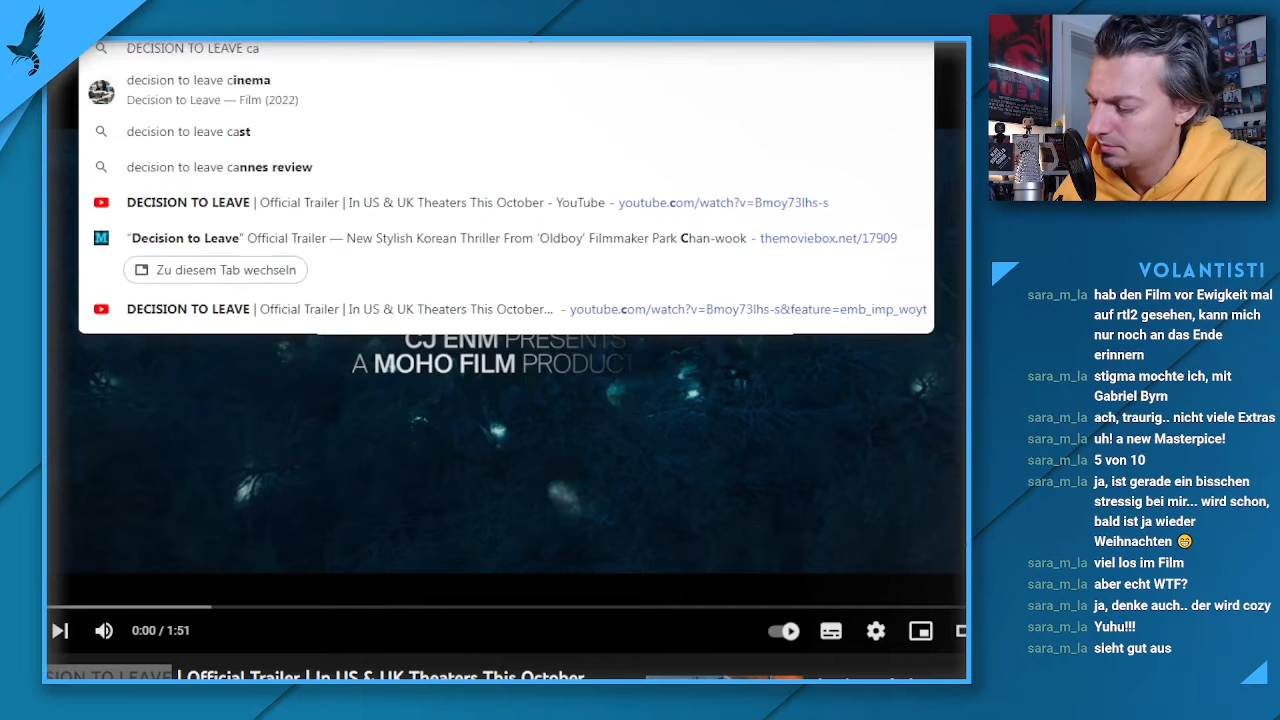 DECISION TO LEAVE ca
decision to leave cinema
Decision to Leave — Film (2022)
decision to leave cast
decision to leave cannes review
DECISION TO LEAVE | Official Trailer | In US & UK Theaters This October - YouTube - youtube.com/watch?v=Bmoy73lhs-s
“Decision to Leave” Official Trailer — New Stylish Korean Thriller From ‘Oldboy’ Filmmaker Park Chan-wook - themoviebox.net/17909
Zu diesem Tab wechseln
DECISION TO LEAVE | Official Trailer | In US & UK Theaters This October... - youtube.com/watch?v=Bmoy73lhs-s&feature=emb_imp_woyt
CJ ENM PRESENTS
A MOHO FILM PRODUCT
0:00 / 1:51
SION TO LEAVE | Official Trailer | In US & UK Theaters This October
VOLANTISTI
sara_m_la hab den Film vor Ewigkeit mal
auf rtl2 gesehen, kann mich
nur noch an das Ende
erinnern
sara_m_la stigma mochte ich, mit
Gabriel Byrn
sara_m_la ach, traurig.. nicht viele Extras
sara_m_la uh! a new Masterpice!
sara_m_la 5 von 10
sara_m_la ja, ist gerade ein bisschen
stressig bei mir... wird schon,
bald ist ja wieder
Weihnachten 😁
sara_m_la viel los im Film
sara_m_la aber echt WTF?
sara_m_la ja, denke auch.. der wird cozy
sara_m_la Yuhu!!!
sara_m_la sieht gut aus